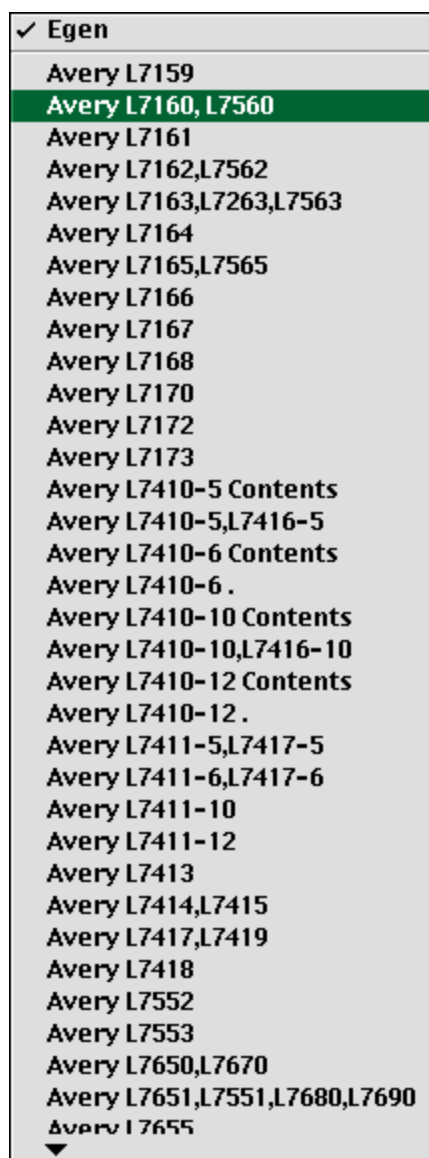 ✓ Egen
Avery L7159
Avery L7160, L7560
Avery L7161
Avery L7162,L7562
Avery L7163,L7263,L7563
Avery L7164
Avery L7165,L7565
Avery L7166
Avery L7167
Avery L7168
Avery L7170
Avery L7172
Avery L7173
Avery L7410-5 Contents
Avery L7410-5,L7416-5
Avery L7410-6 Contents
Avery L7410-6 .
Avery L7410-10 Contents
Avery L7410-10,L7416-10
Avery L7410-12 Contents
Avery L7410-12 .
Avery L7411-5,L7417-5
Avery L7411-6,L7417-6
Avery L7411-10
Avery L7411-12
Avery L7413
Avery L7414,L7415
Avery L7417,L7419
Avery L7418
Avery L7552
Avery L7553
Avery L7650,L7670
Avery L7651,L7551,L7680,L7690
Avery L7655